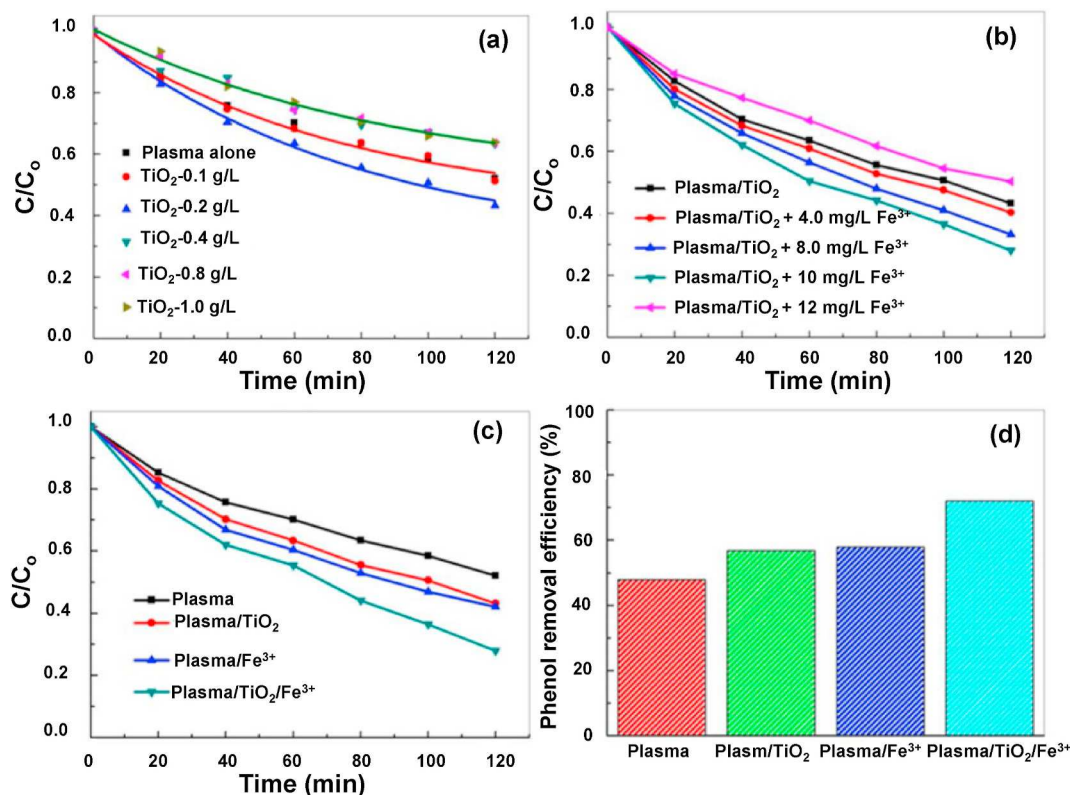 (a)
1.0
0.8
0.6
0.4
0.2
0.0
C/Co
Plasma alone
TiO2-0.1 g/L
TiO2-0.2 g/L
TiO2-0.4 g/L
TiO2-0.8 g/L
TiO2-1.0 g/L
0 20 40 60 80 100 120
Time (min)
(b)
1.0
0.8
0.6
0.4
0.2
0.0
C/Co
Plasma/TiO2
Plasma/TiO2 + 4.0 mg/L Fe3+
Plasma/TiO2 + 8.0 mg/L Fe3+
Plasma/TiO2 + 10 mg/L Fe3+
Plasma/TiO2 + 12 mg/L Fe3+
0 20 40 60 80 100 120
Time (min)
(c)
1.0
0.8
0.6
0.4
0.2
0.0
C/Co
Plasma
Plasma/TiO2
Plasma/Fe3+
Plasma/TiO2/Fe3+
0 20 40 60 80 100 120
Time (min)
(d)
100
80
60
40
20
0
Phenol removal efficiency (%)
Plasma Plasm/TiO2 Plasma/Fe3+ Plasma/TiO2/Fe3+